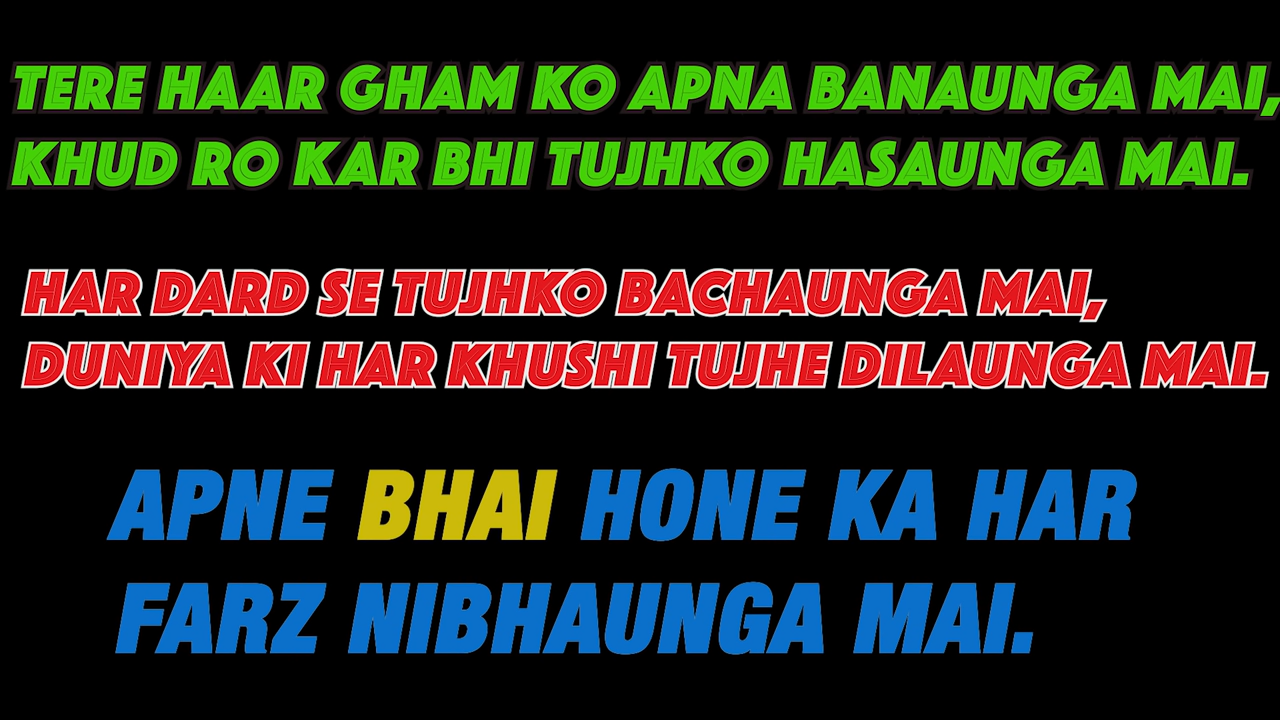 TERE HAAR GHAM KO APNA BANAUNGA MAI,
KHUD RO KAR BHI TUJHKO HASAUNGA MAI.
HAR DARD SE TUJHKO BACHAUNGA MAI,
DUNIYA KI HAR KHUSHI TUJHE DILAUNGA MAI.
APNE BHAI HONE KA HAR
FARZ NIBHAUNGA MAI.